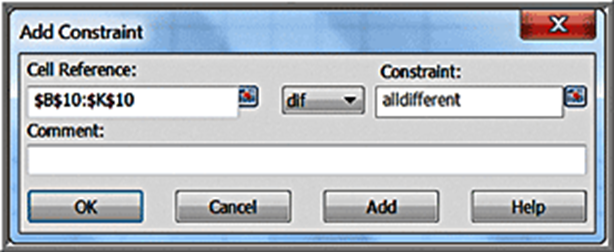 Add Constraint
Cell Reference: Constraint:
$B$10:$K$10 dif alldifferent
Comment:
OK Cancel Add Help